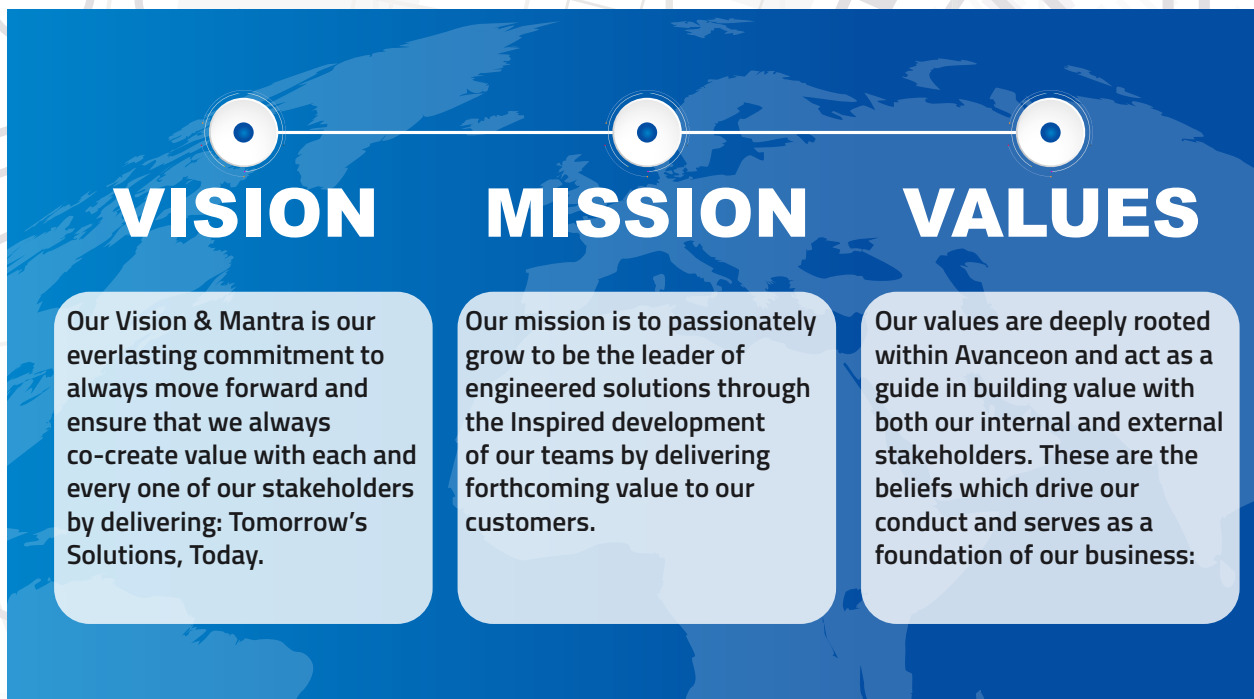 VISION
Our Vision & Mantra is our
everlasting commitment to
always move forward and
ensure that we always
co-create value with each and
every one of our stakeholders
by delivering: Tomorrow's
Solutions, Today.
MISSION
Our mission is to passionately
grow to be the leader of
engineered solutions through
the Inspired development
of our teams by delivering
forthcoming value to our
customers.
VALUES
Our values are deeply rooted
within Avanceon and act as a
guide in building value with
both our internal and external
stakeholders. These are the
beliefs which drive our
conduct and serves as a
foundation of our business: